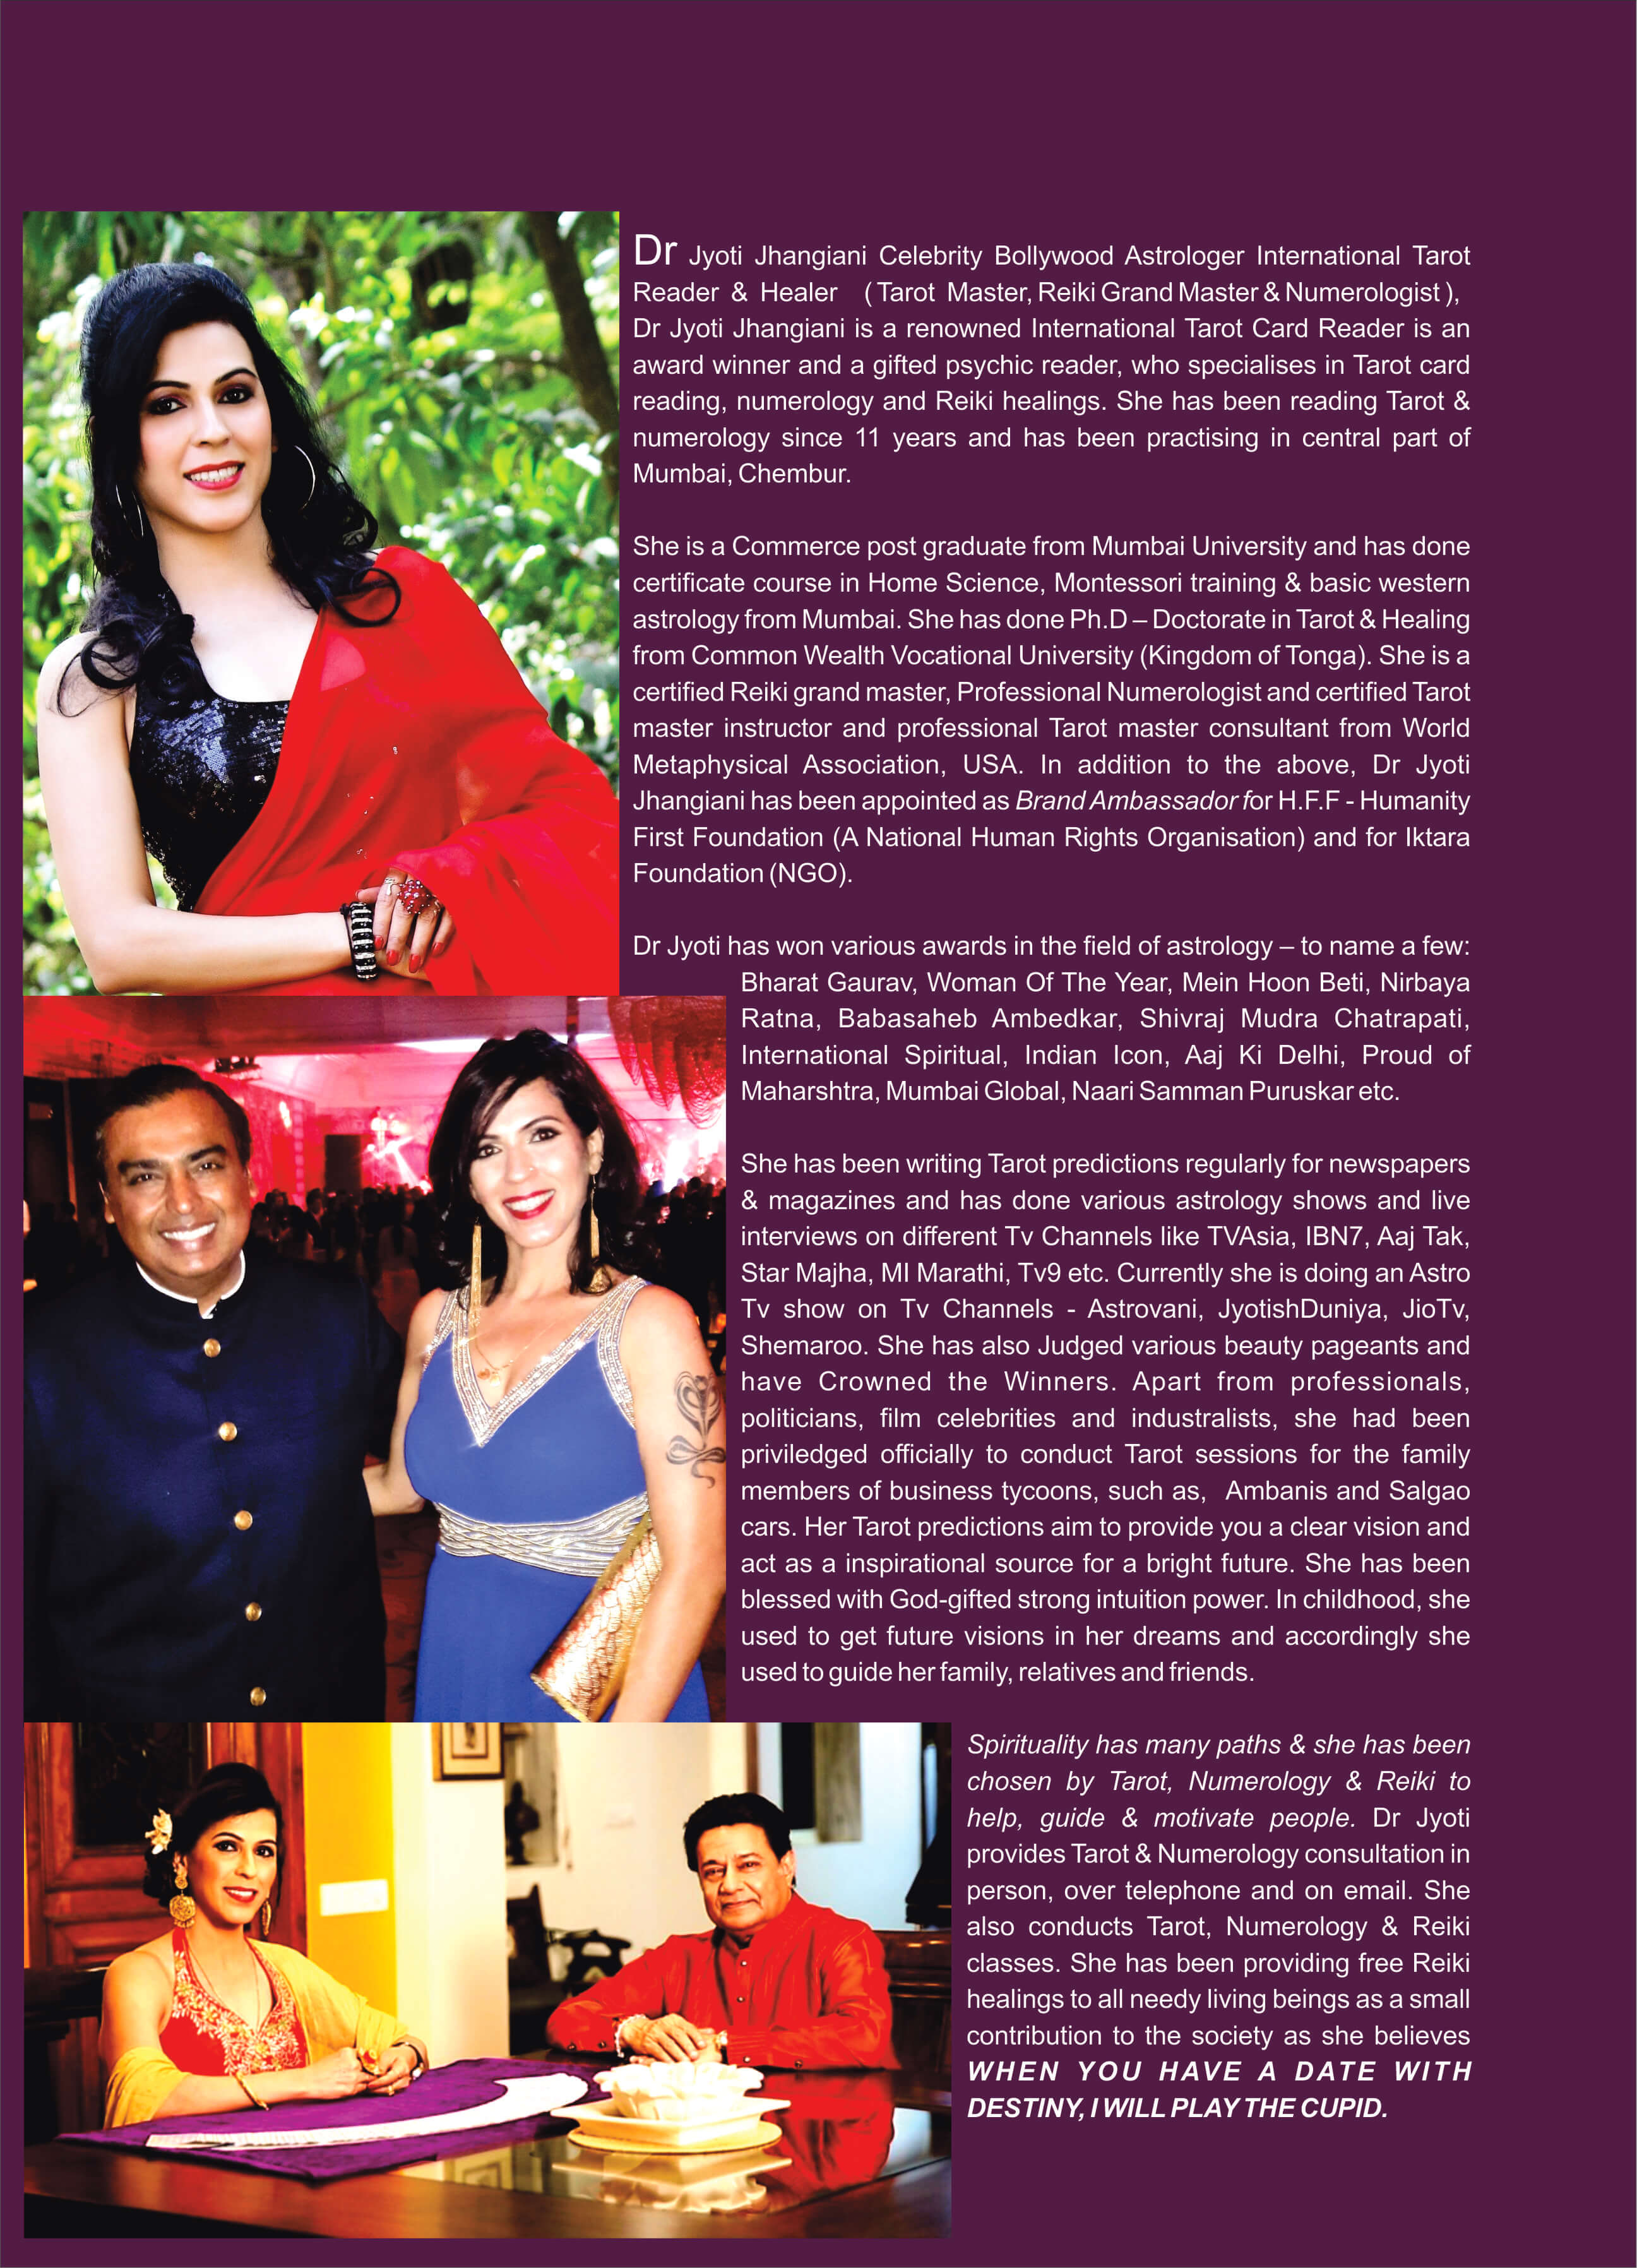 Dr Jyoti Jhangiani Celebrity Bollywood Astrologer International Tarot
Reader & Healer ( Tarot Master, Reiki Grand Master & Numerologist ),
Dr Jyoti Jhangiani is a renowned International Tarot Card Reader is an
award winner and a gifted psychic reader, who specialises in Tarot card
reading, numerology and Reiki healings. She has been reading Tarot &
numerology since 11 years and has been practising in central part of
Mumbai, Chembur.
She is a Commerce post graduate from Mumbai University and has done
certificate course in Home Science, Montessori training & basic western
astrology from Mumbai. She has done Ph.D – Doctorate in Tarot & Healing
from Common Wealth Vocational University (Kingdom of Tonga). She is a
certified Reiki grand master, Professional Numerologist and certified Tarot
master instructor and professional Tarot master consultant from World
Metaphysical Association, USA. In addition to the above, Dr Jyoti
Jhangiani has been appointed as Brand Ambassador for H.F.F - Humanity
First Foundation (A National Human Rights Organisation) and for Iktara
Foundation (NGO).
Dr Jyoti has won various awards in the field of astrology – to name a few:
Bharat Gaurav, Woman Of The Year, Mein Hoon Beti, Nirbaya
Ratna, Babasaheb Ambedkar, Shivraj Mudra Chatrapati,
International Spiritual, Indian Icon, Aaj Ki Delhi, Proud of
Maharshtra, Mumbai Global, Naari Samman Puruskar etc.
She has been writing Tarot predictions regularly for newspapers
& magazines and has done various astrology shows and live
interviews on different Tv Channels like TVAsia, IBN7, Aaj Tak,
Star Majha, MI Marathi, Tv9 etc. Currently she is doing an Astro
Tv show on Tv Channels - Astrovani, JyotishDuniya, JioTv,
Shemaroo. She has also Judged various beauty pageants and
have Crowned the Winners. Apart from professionals,
politicians, film celebrities and industralists, she had been
priviledged officially to conduct Tarot sessions for the family
members of business tycoons, such as, Ambanis and Salgao
cars. Her Tarot predictions aim to provide you a clear vision and
act as a inspirational source for a bright future. She has been
blessed with God-gifted strong intuition power. In childhood, she
used to get future visions in her dreams and accordingly she
used to guide her family, relatives and friends.
Spirituality has many paths & she has been
chosen by Tarot, Numerology & Reiki to
help, guide & motivate people. Dr Jyoti
provides Tarot & Numerology consultation in
person, over telephone and on email. She
also conducts Tarot, Numerology & Reiki
classes. She has been providing free Reiki
healings to all needy living beings as a small
contribution to the society as she believes
WHEN YOU HAVE A DATE WITH
DESTINY, I WILL PLAY THE CUPID.